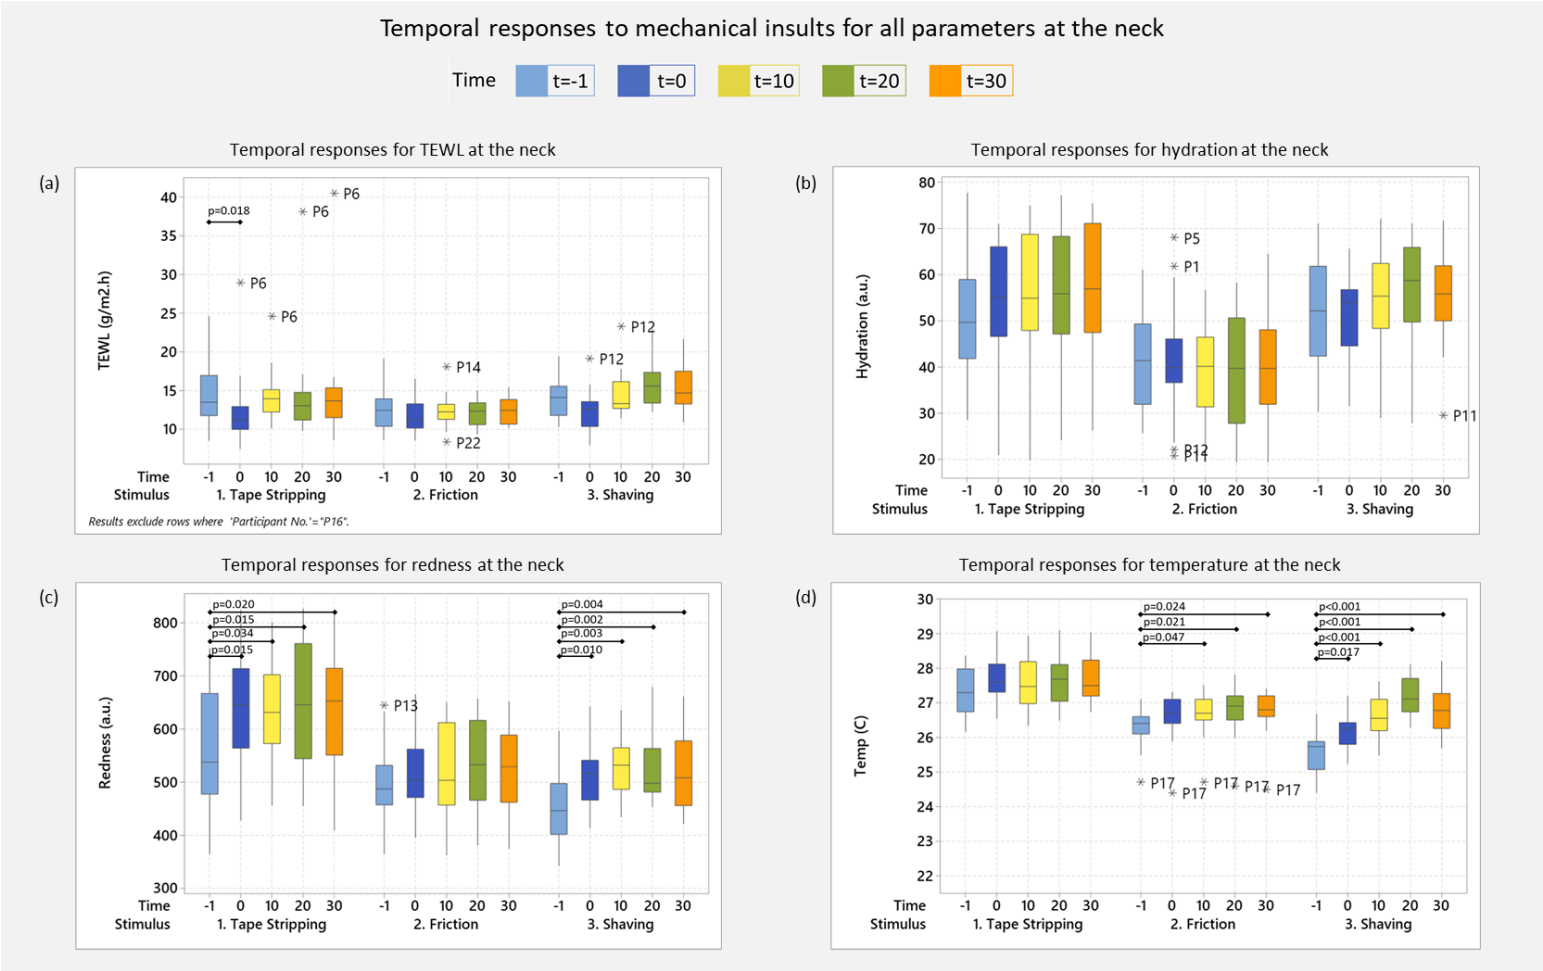 Temporal responses to mechanical insults for all parameters at the neck
Time t=-1 t=0 t=10 t=20 t=30
Temporal responses for TEWL at the neck
(a)
TEWL (g/m2.h)
40
35
30
25
20
15
10
p=0.018
P6
P6
P6
P6
P14
P22
P12
P12
Time -1 0 10 20 30 -1 0 10 20 30 -1 0 10 20 30
Stimulus 1. Tape Stripping 2. Friction 3. Shaving
Results exclude rows where 'Participant No.'="P16".
Temporal responses for hydration at the neck
(b)
Hydration (a.u.)
80
70
60
50
40
30
20
P5
P1
P12
P11
P11
Time -1 0 10 20 30 -1 0 10 20 30 -1 0 10 20 30
Stimulus 1. Tape Stripping 2. Friction 3. Shaving
Temporal responses for redness at the neck
(c)
Redness (a.u.)
800
700
600
500
400
300
p=0.020
p=0.015
p=0.034
p=0.015
P13
p=0.004
p=0.002
p=0.003
p=0.010
Time -1 0 10 20 30 -1 0 10 20 30 -1 0 10 20 30
Stimulus 1. Tape Stripping 2. Friction 3. Shaving
Temporal responses for temperature at the neck
(d)
Temp (C)
30
29
28
27
26
25
24
23
22
p=0.024
p=0.021
p=0.047
P17
P17
P17
P17
P17
p<0.001
p<0.001
p<0.001
p=0.017
Time -1 0 10 20 30 -1 0 10 20 30 -1 0 10 20 30
Stimulus 1. Tape Stripping 2. Friction 3. Shaving